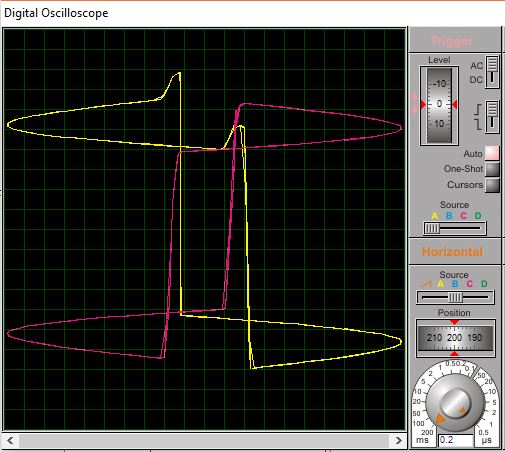 Digital Oscilloscope
Trigger
Level
AC
DC
-10
0
10
Auto
One-Shot
Cursors
Source
A B C D
Horizontal
Source
A B C D
Position
210 200 190
200 100 50 20 10 5 2 1 0.5 0.2 0.1 50 20 10 5 2 1 0.5
ms 0.2 µs